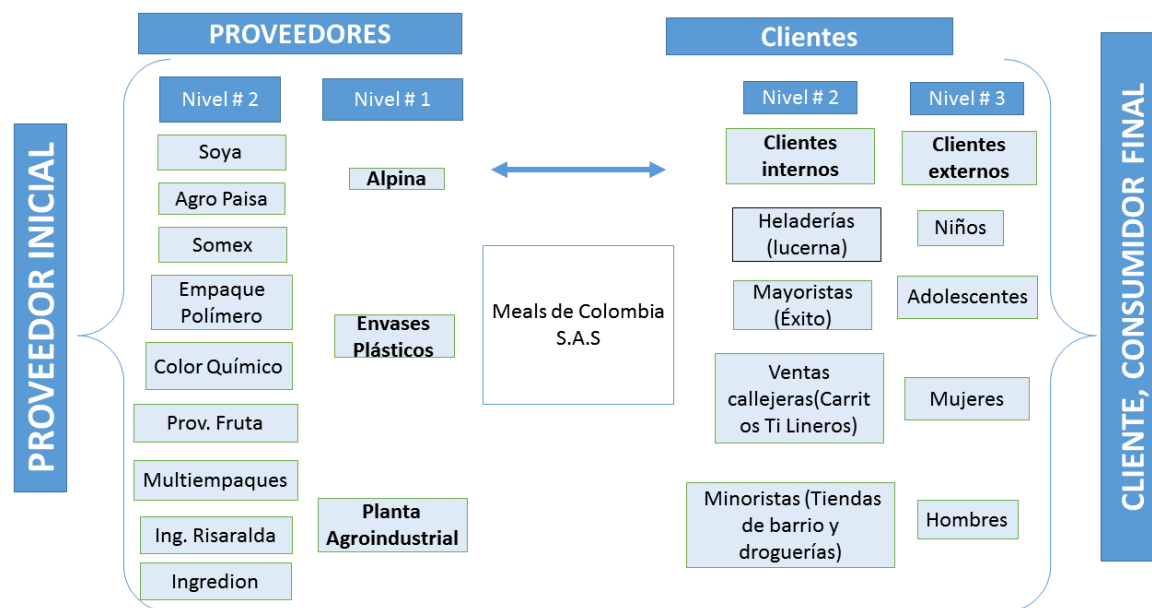 PROVEEDORES
Clientes
PROVEEDOR INICIAL
Nivel # 2
Nivel # 1
Soya
Agro Paisa
Somex
Empaque
Polímero
Color Químico
Prov. Fruta
Multiempaques
Ing. Risaralda
Ingredion
Alpina
Envases
Plásticos
Planta
Agroindustrial
Meals de Colombia
S.A.S
Nivel # 2
Nivel # 3
Clientes
internos
Heladerías
(lucerna)
Mayoristas
(Éxito)
Ventas
callejeras(Carrit
os Ti Lineros)
Minoristas (Tiendas
de barrio y
droguerías)
Clientes
externos
Niños
Adolescentes
Mujeres
Hombres
CLIENTE, CONSUMIDOR FINAL